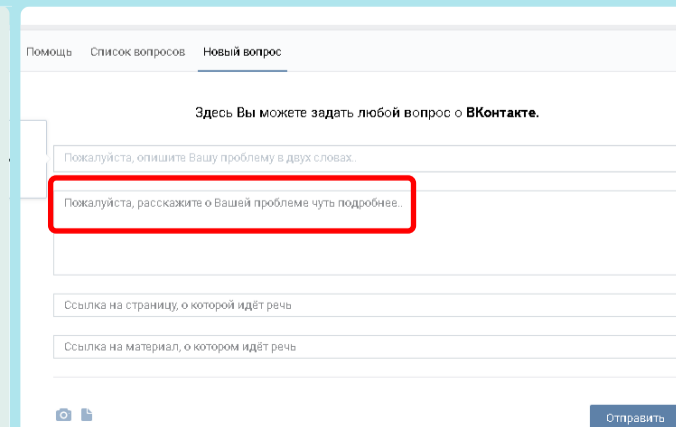 Помощь Список вопросов Новый вопрос
Здесь Вы можете задать любой вопрос о ВКонтакте.
Пожалуйста, опишите Вашу проблему в двух словах..
Пожалуйста, расскажите о Вашей проблеме чуть подробнее..
Ссылка на страницу, о которой идёт речь
Ссылка на материал, о котором идёт речь
Отправить